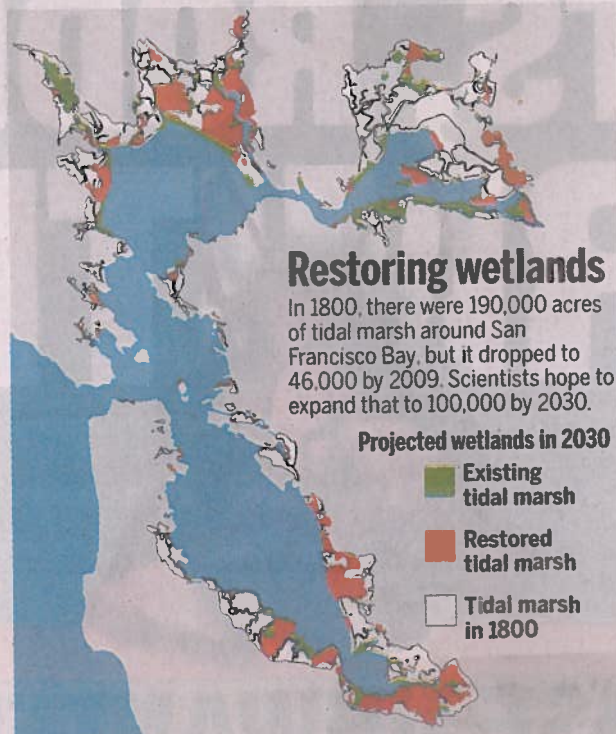 Restoring wetlands
In 1800, there were 190,000 acres
of tidal marsh around San
Francisco Bay, but it dropped to
46,000 by 2009. Scientists hope to
expand that to 100,000 by 2030.
Projected wetlands in 2030
Existing
tidal marsh
Restored
tidal marsh
Tidal marsh
in 1800